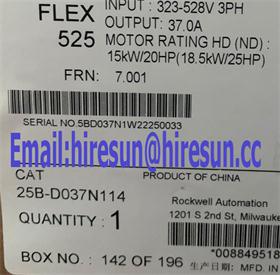 FLEX
525
INPUT: 323-528V 3PH
OUTPUT: 37.0A
MOTOR RATING HD (ND) :
15kW/20HP(18.5kW/25HP)
FRN: 7.001
SERIAL NO.5BD037N1W22250033
Email:hiresun@hiresun.cc
CAT
PRODUCT OF CHINA
25B-D037N114
Rockwell Automation
1201 S 2nd St, Milwauke
QUANTITY: 1
*008849518
BOX NO.: 142 OF 196
生产日期: MFD. IN